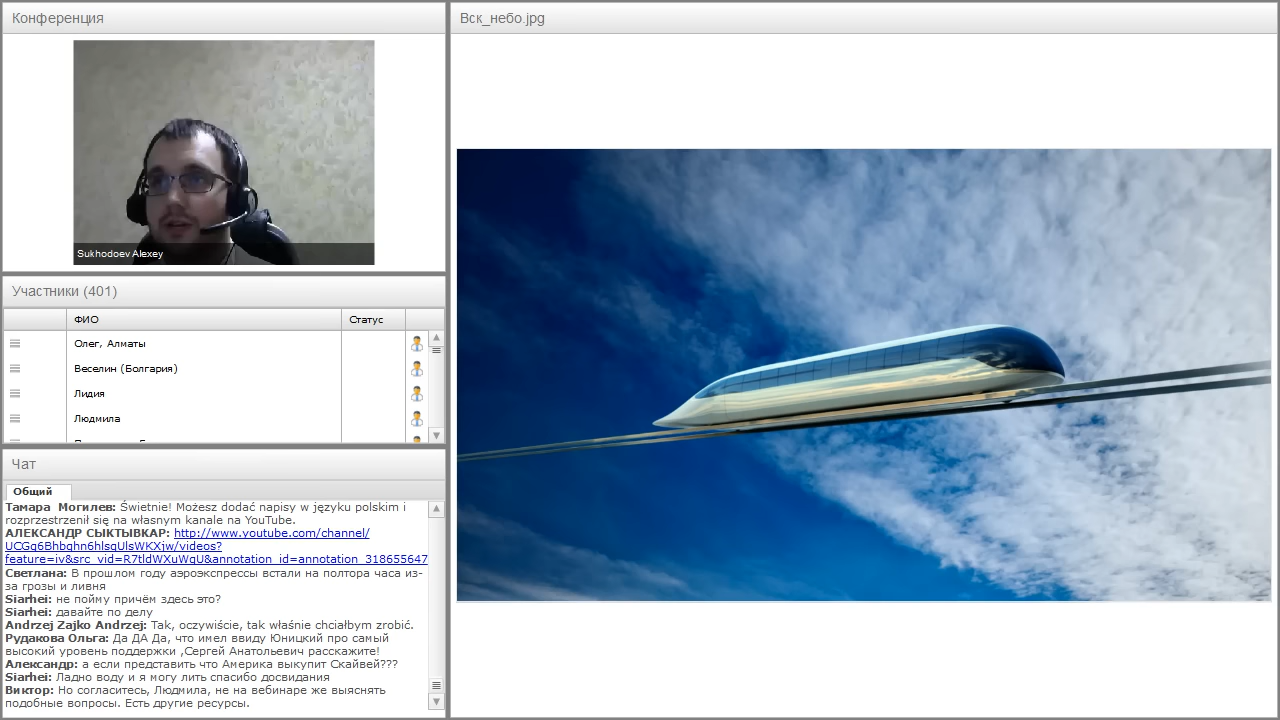 Конференция
Sukhodoev Alexey
Участники (401)
ФИО
Статус
Олег, Алматы
Веселин (Болгария)
Лидия
Людмила
Чат
Общий
Тамара Могилев: Świetnie! Możesz dodać napisy w języku polskim i
rozprzestrzenił się na własnym kanale na YouTube.
АЛЕКСАНДР СЫКТЫВКАР: http://www.youtube.com/channel/
feature=iv&src_vid=R7tldWXuWgU&annotation_id=annotation_318655647
Светлана: В прошлом году аэроэкспрессы встали на полтора часа из-
за грозы и ливня
Siarhei: не пойму причём здесь это?
Siarhei: давайте по делу
Andrzej Zajko Andrzej: Tak, oczywiście, tak właśnie chciałbym zrobić.
Рудакова Ольга: Да ДА Да, что имел ввиду Юницкий про самый
высокий уровень поддержки ,Сергей Анатольевич расскажите!
Александр: а если представить что Америка выкупит Скайвей???
Siarhei: Ладно воду и я могу лить спасибо досвидания
Виктор: Но согласитесь, Людмила, не на вебинаре же выяснять
подобные вопросы. Есть другие ресурсы.
Вск_небо.jpg